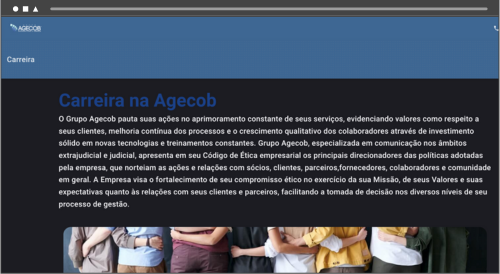 AGECOB
Carreira
Carreira na Agecob
O Grupo Agecob pauta suas ações no aprimoramento constante de seus serviços, evidenciando valores como respeito a
seus clientes, melhoria contínua dos processos e o crescimento qualitativo dos colaboradores através de investimento
sólido em novas tecnologias e treinamentos constantes. Grupo Agecob, especializada em comunicação nos âmbitos
extrajudicial e judicial, apresenta em seu Código de Ética empresarial os principais direcionadores das políticas adotadas
pela empresa, que norteiam as ações e relações com sócios, clientes, parceiros,fornecedores, colaboradores e comunidade
em geral. A Empresa visa o fortalecimento de seu compromisso ético no exercício da sua Missão, de seus Valores e suas
expectativas quanto às relações com seus clientes e parceiros, facilitando a tomada de decisão nos diversos níveis de seu
processo de gestão.